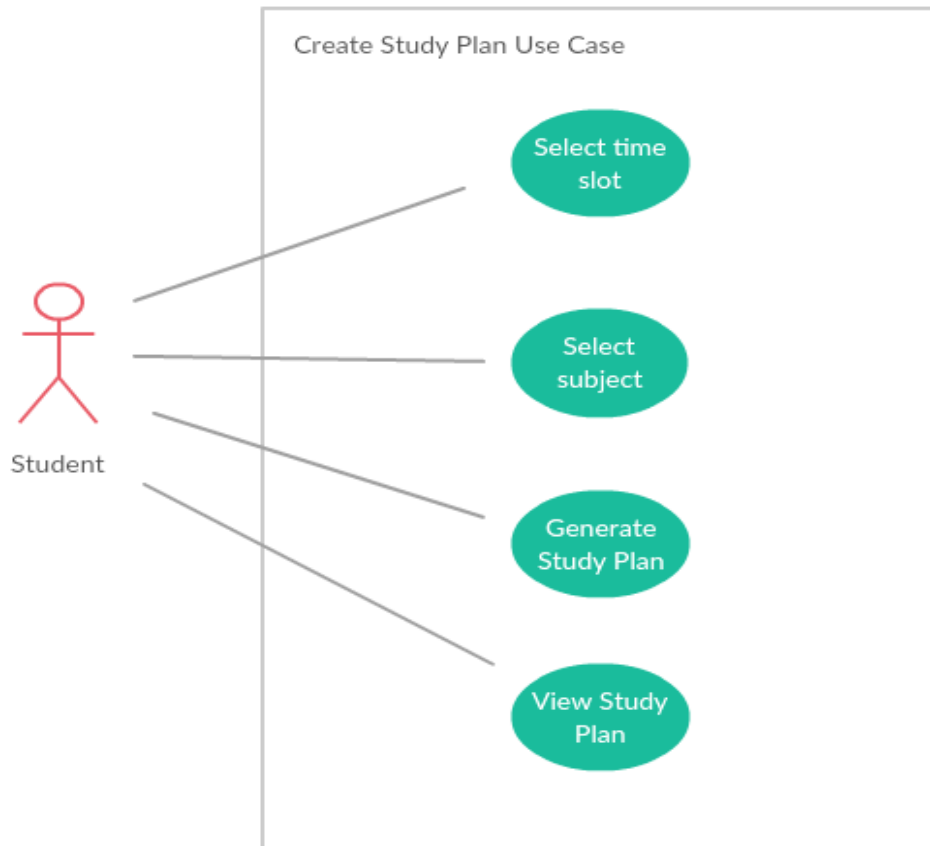 Create Study Plan Use Case
Select time
slot
Select
subject
Student
Generate
Study Plan
View Study
Plan